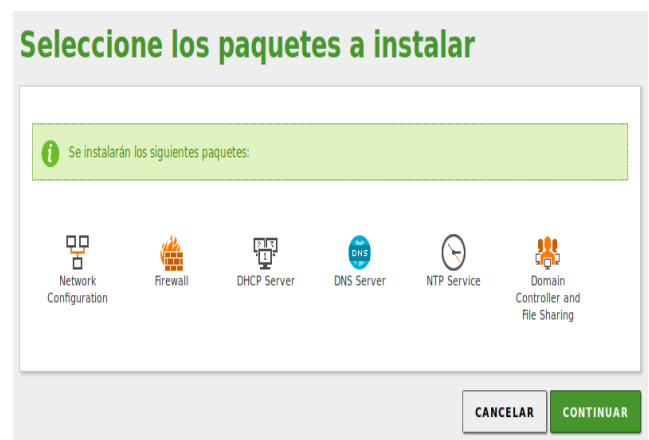 Seleccione los paquetes a instalar
i
Se instalarán los siguientes paquetes:
Network
Configuration
Firewall
DHCP Server
DNS
DNS Server
NTP Service
Domain
Controller and
File Sharing
CANCELAR
CONTINUAR